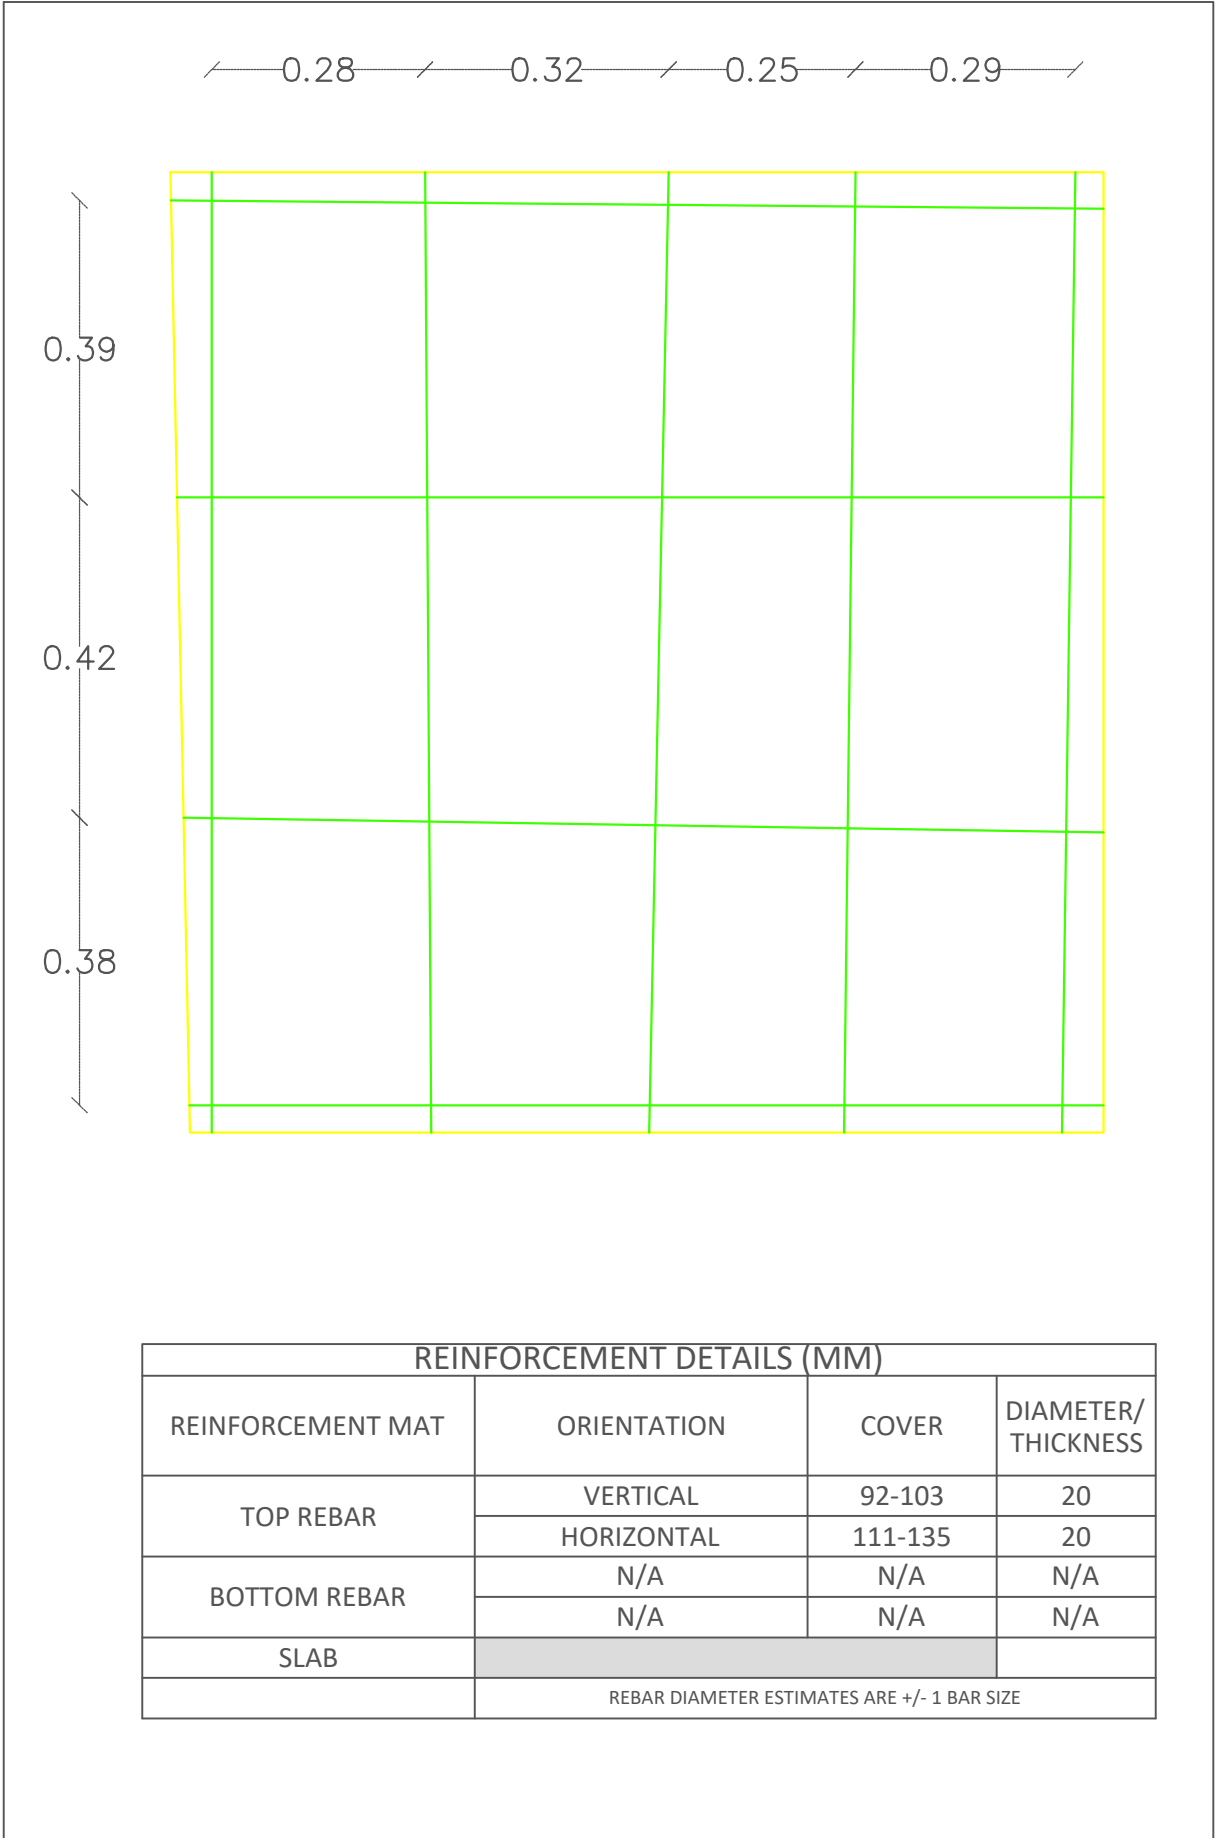 0.28 0.32 0.25 0.29
0.39
0.42
0.38
REINFORCEMENT DETAILS (MM)
REINFORCEMENT MAT ORIENTATION COVER DIAMETER/
THICKNESS
TOP REBAR VERTICAL 92-103 20
HORIZONTAL 111-135 20
BOTTOM REBAR N/A N/A N/A
N/A N/A N/A
SLAB
REBAR DIAMETER ESTIMATES ARE +/- 1 BAR SIZE